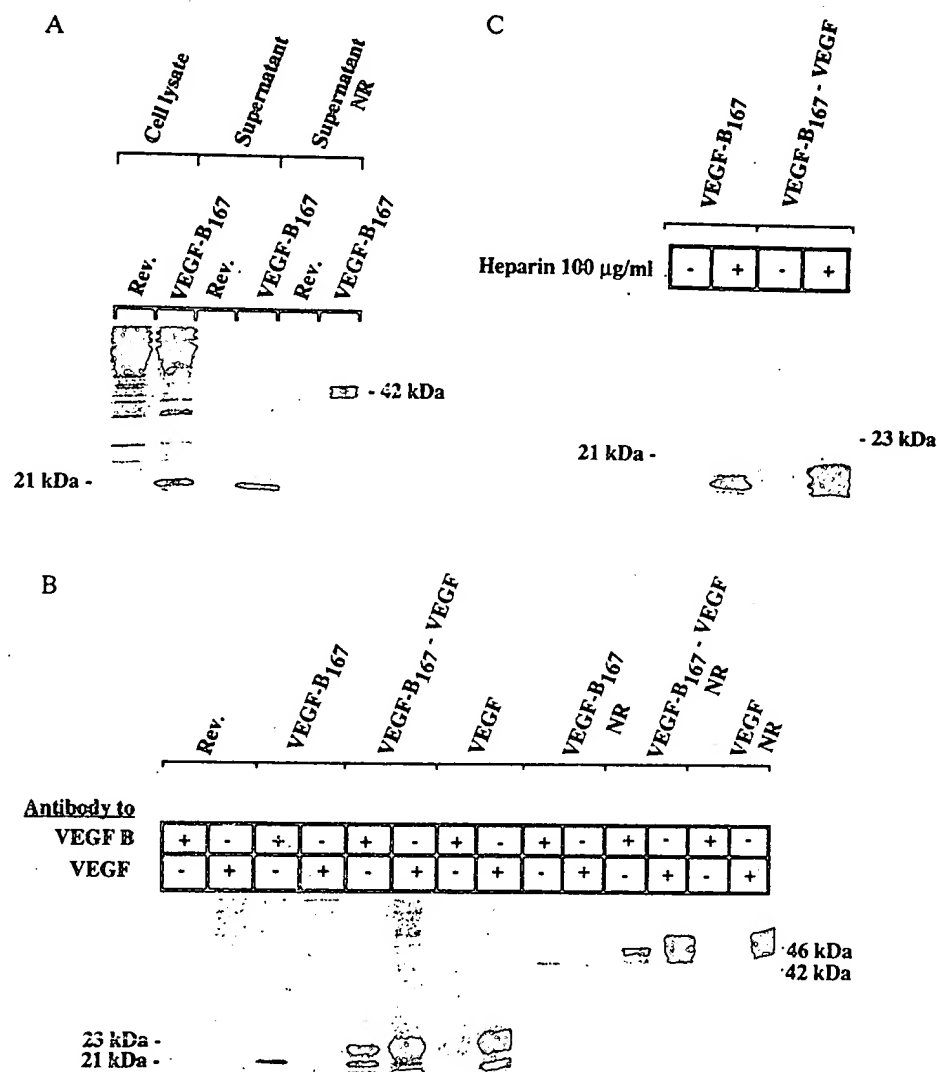 A
Cell lysate
Supernatant
Supernatant
NR
Rev.
VEGF-B167
Rev.
VEGF-B167
Rev.
VEGF-B167
- 42 kDa
21 kDa -
C
VEGF-B167
VEGF-B167 - VEGF
Heparin 100 µg/ml
- + - +
- 23 kDa
21 kDa -
B
Rev.
VEGF-B167
VEGF-B167 - VEGF
VEGF
VEGF-B167
NR
VEGF-B167 - VEGF
NR
VEGF
NR
Antibody to
VEGF B + - + - + - + - + - + - + -
VEGF - + - + - + - + - + - + - +
46 kDa
42 kDa
23 kDa -
21 kDa -